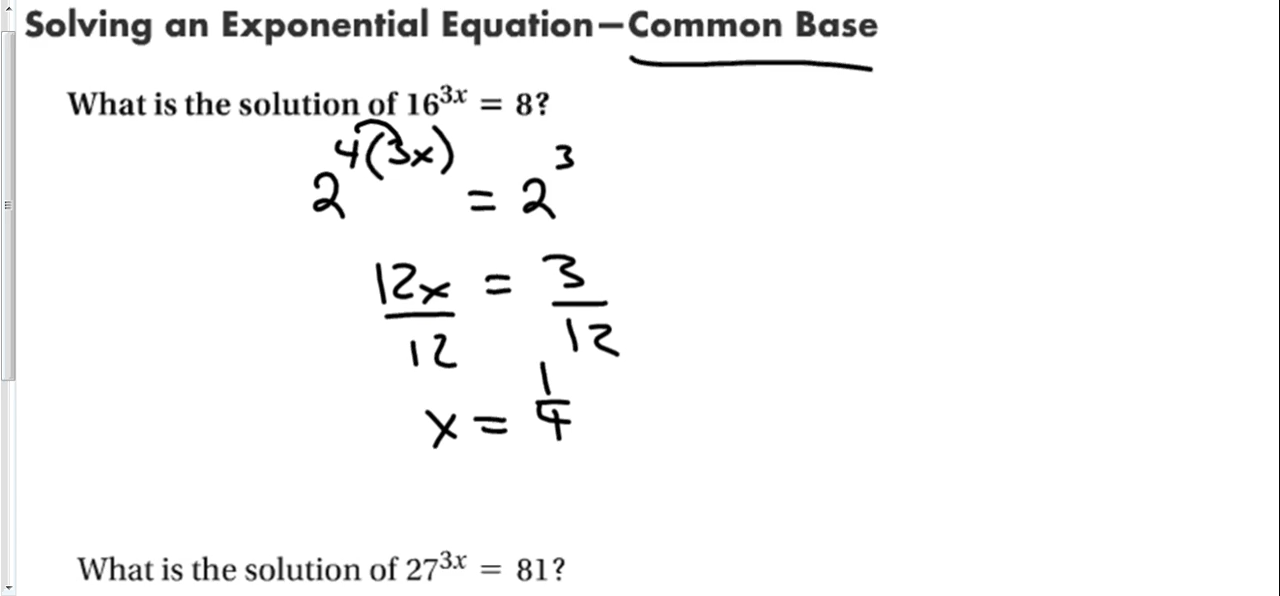 Solving an Exponential Equation—Common Base
What is the solution of 16^{3x} = 8?
2^{4(3x)} = 2^{3}
12x/12 = 3/12
x = 1/4
What is the solution of 27^{3x} = 81?